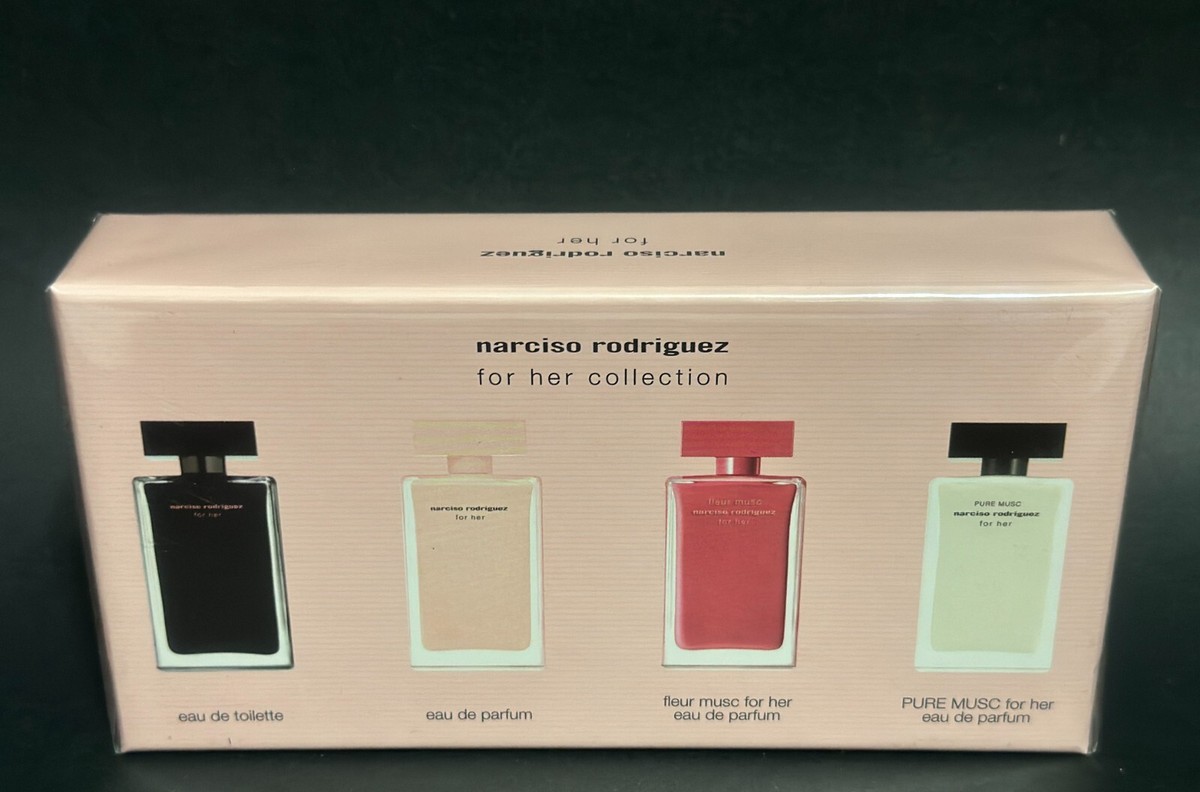 narciso rodriguez
for her
narciso rodriguez
for her collection
narciso rodriguez
for her
narciso rodriguez
for her
fleur musc
narciso rodriguez
for her
PURE MUSC
narciso rodriguez
for her
eau de toilette
eau de parfum
fleur musc for her
eau de parfum
PURE MUSC for her
eau de parfum